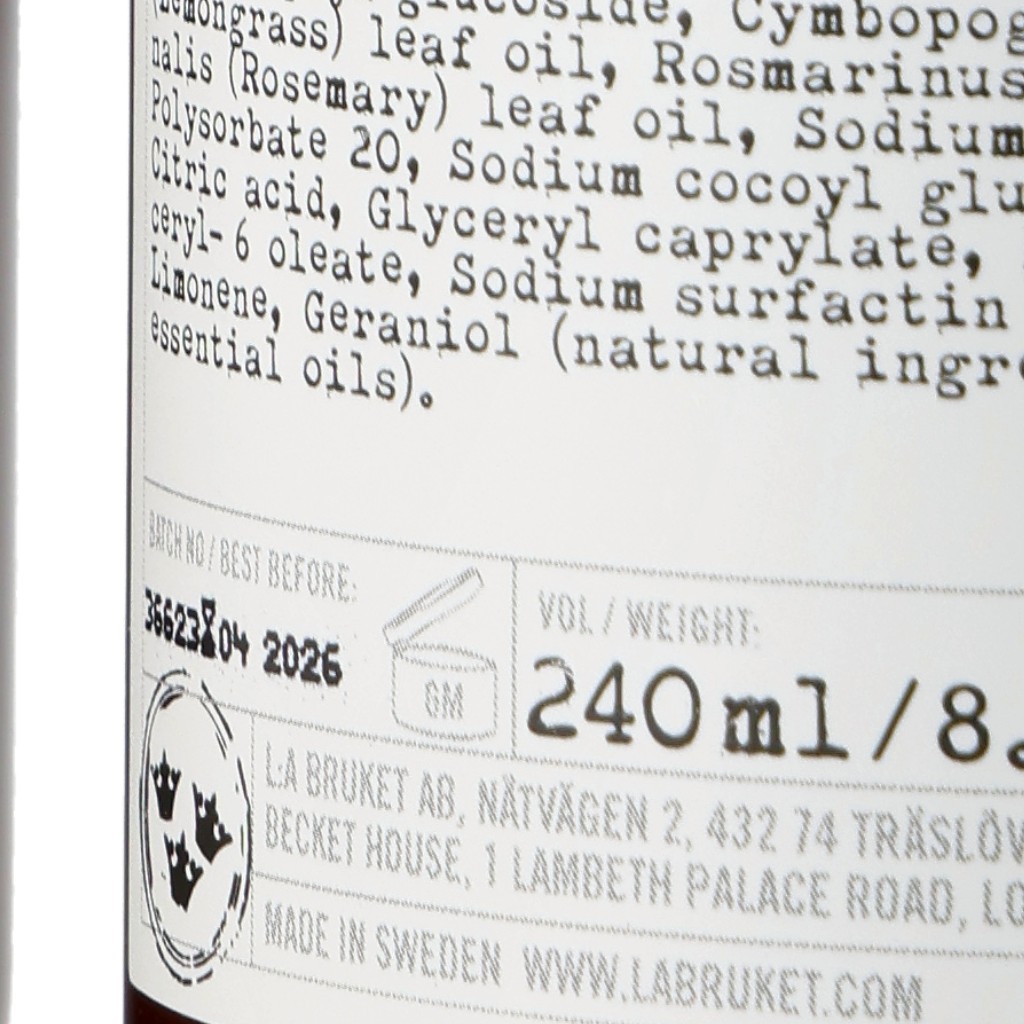 glucoside, Cymbopog
(Lemongrass) leaf oil, Rosmarinus
nalis (Rosemary) leaf oil, Sodium
Polysorbate 20, Sodium cocoyl glu
Citric acid, Glyceryl caprylate,
ceryl-6 oleate, Sodium surfactin
Limonene, Geraniol (natural ingr
essential oils).
BATCH NO / BEST BEFORE:
04 2026
6M
VOL / WEIGHT:
240 ml / 8.
L:A BRUKET AB, NÄTVÄGEN 2, 432 74 TRÄSLÖV
BECKET HOUSE, 1 LAMBETH PALACE ROAD, LO
MADE IN SWEDEN WWW.LABRUKET.COM